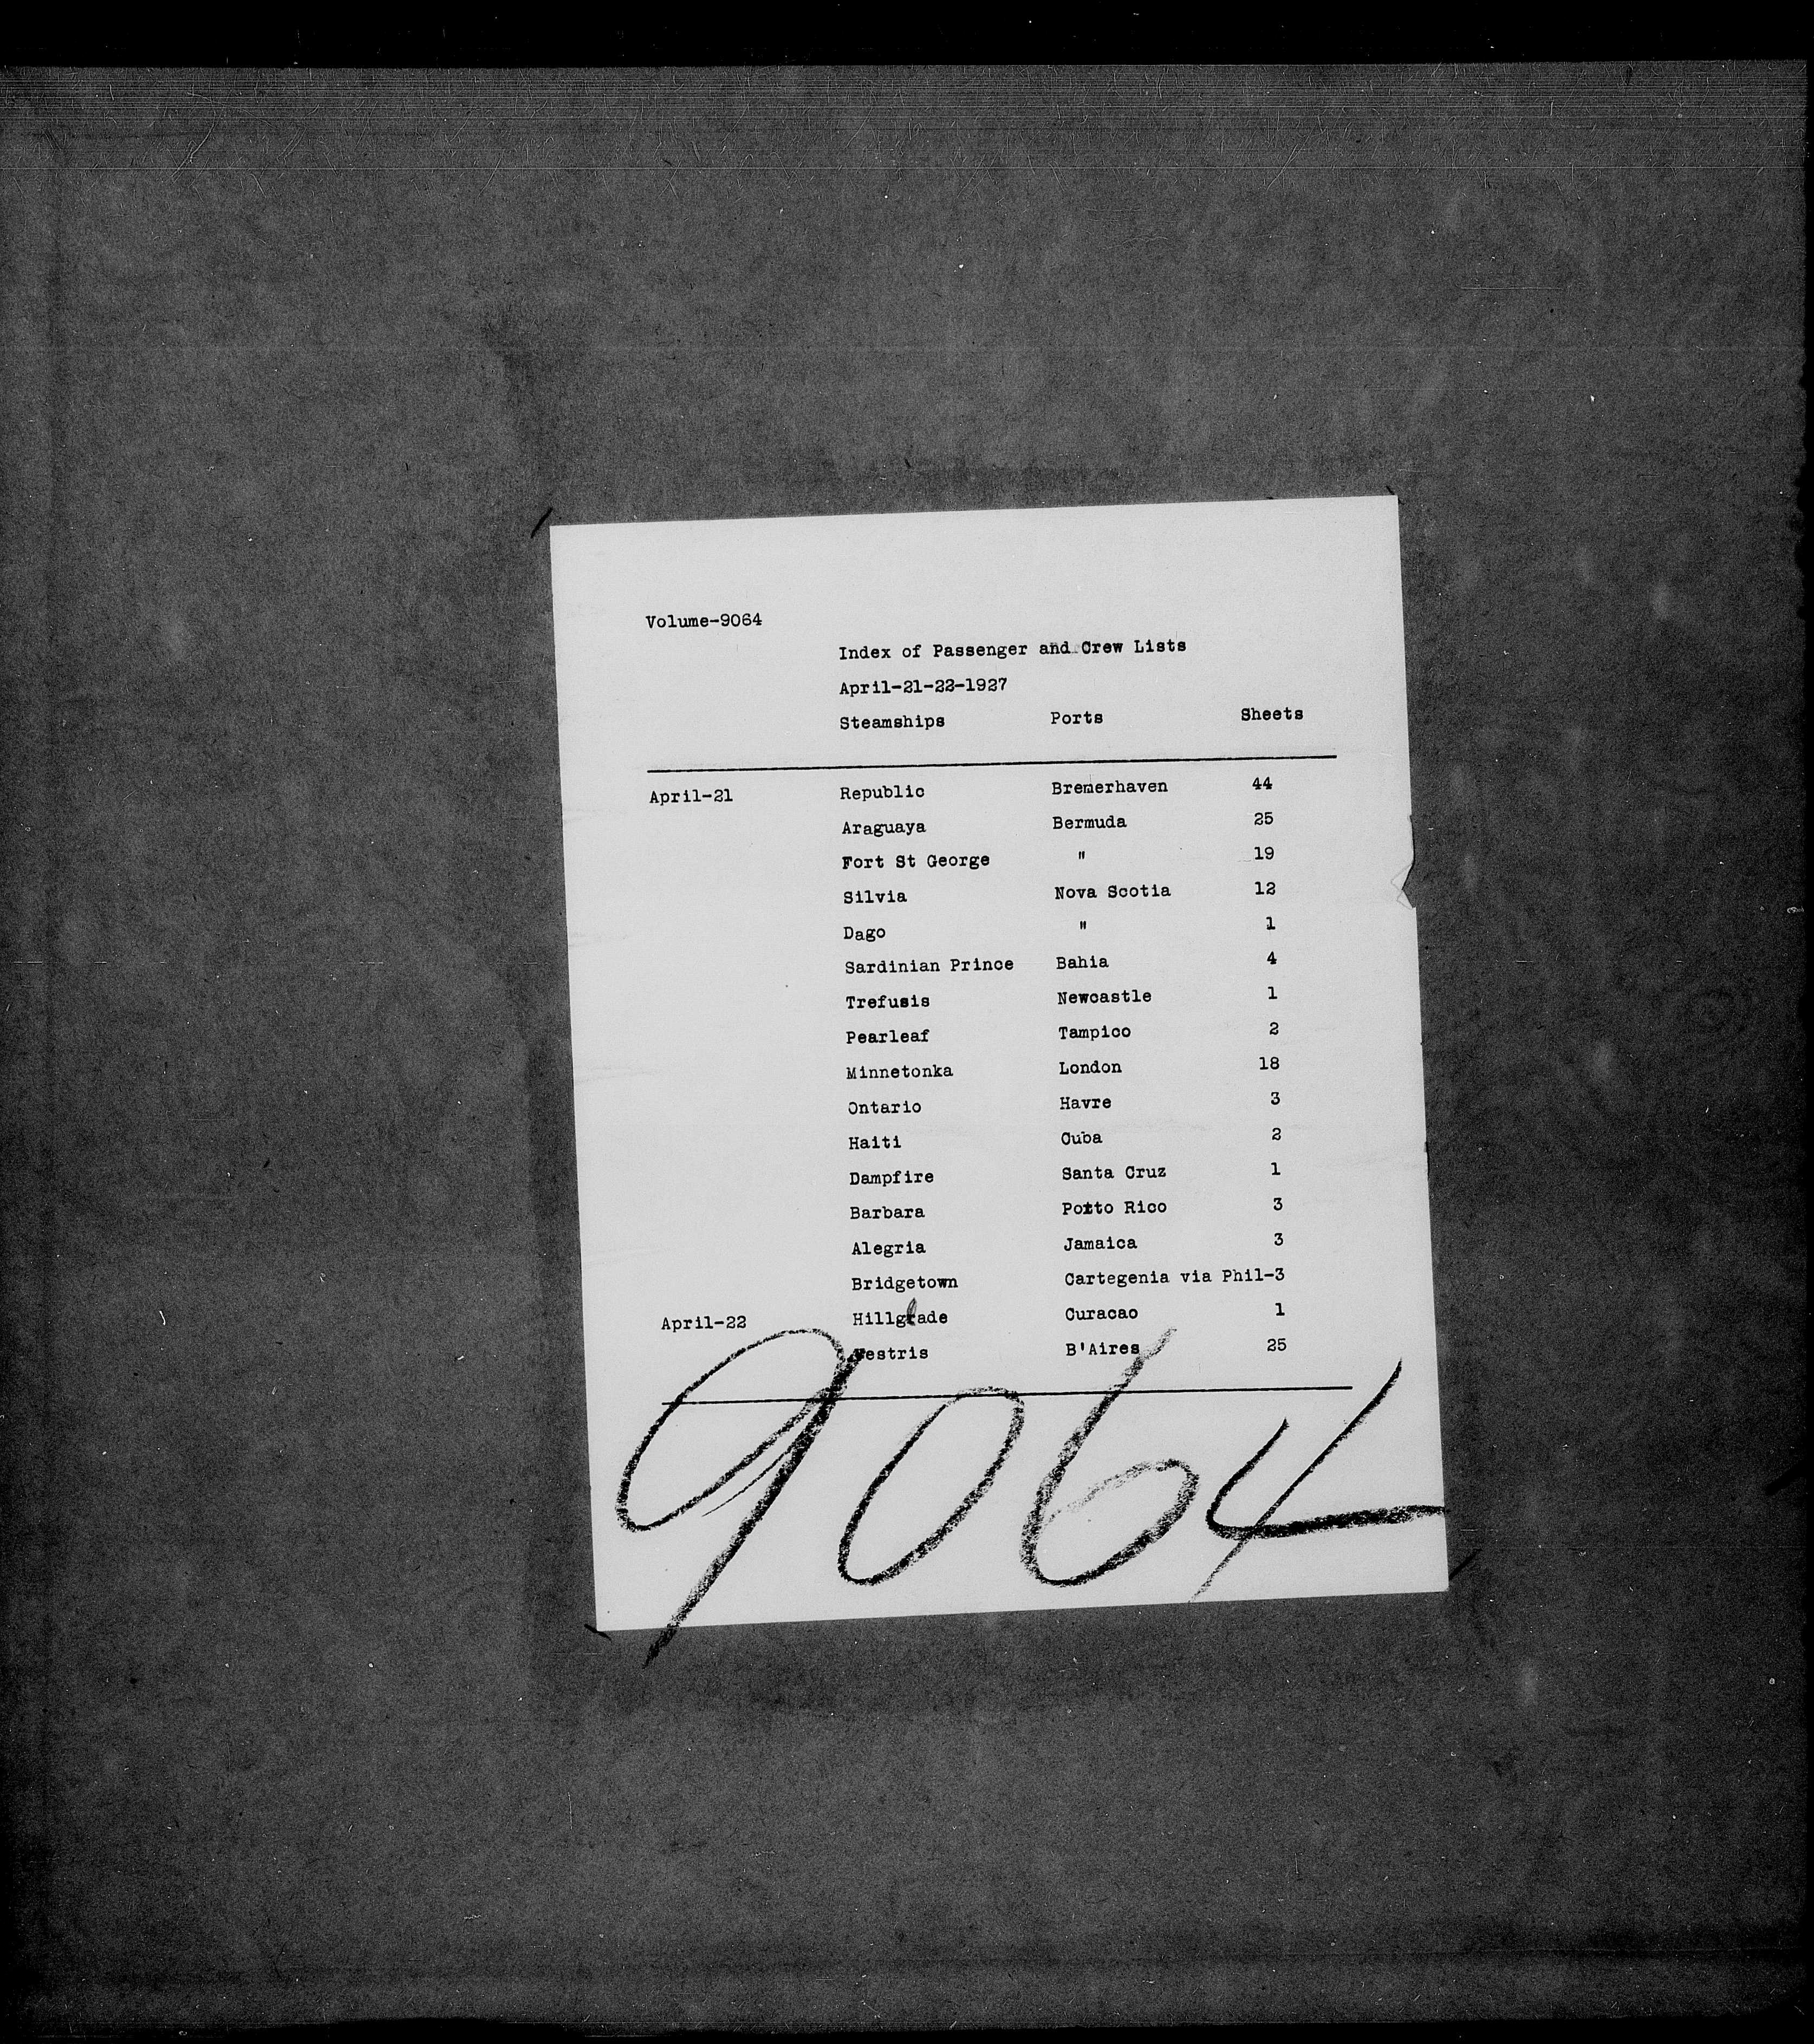 Volume-9064
Index of Passenger and Crew Lists
April-21-22-1927
Steamships Ports Sheets
April-21 Republic Bremerhaven 44
Araguaya Bermuda 25
Fort St George " 19
Silvia Nova Scotia 12
Dago " 1
Sardinian Prince Bahia 4
Trefusis Newcastle 1
Pearleaf Tampico 2
Minnetonka London 18
Ontario Havre 3
Haiti Cuba 2
Dampfire Santa Cruz 1
Barbara Porto Rico 3
Alegria Jamaica 3
Bridgetown Cartegenia via Phil-3
April-22 Hillglade Curacao 1
Vestris B'Aires 25
9064